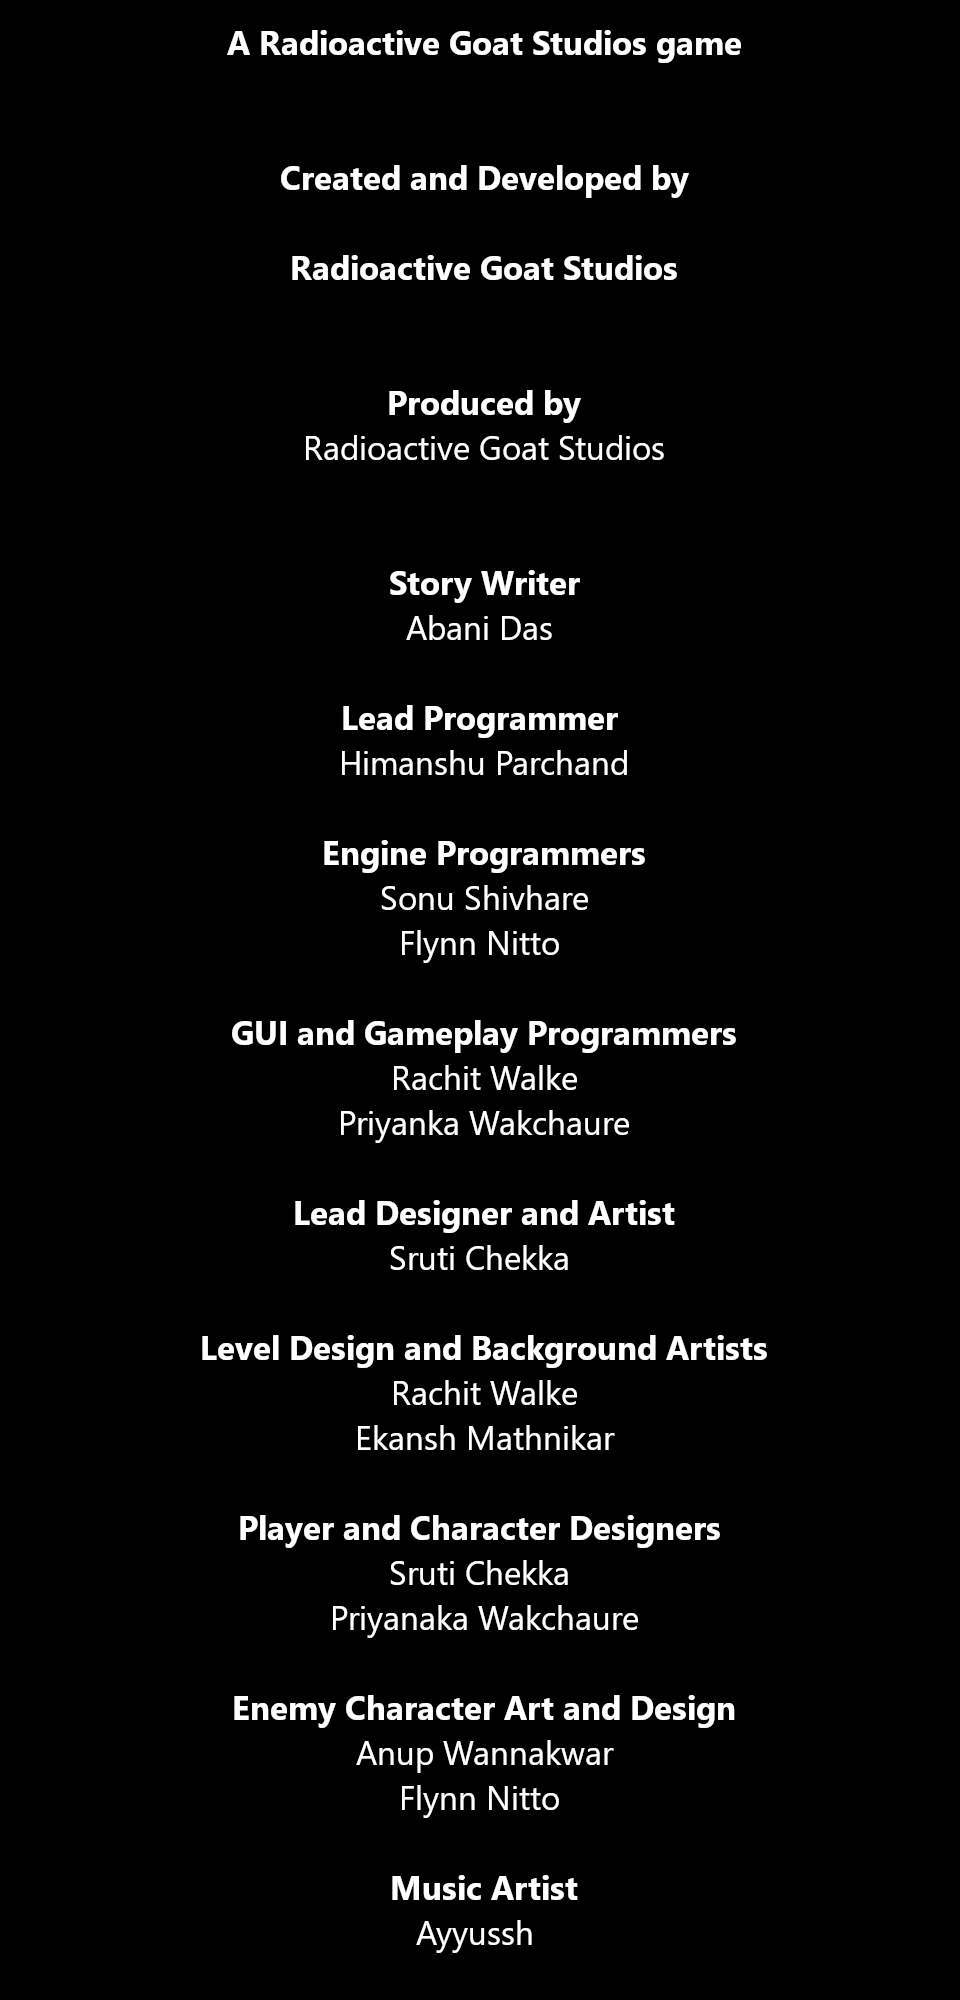 A Radioactive Goat Studios game
Created and Developed by
Radioactive Goat Studios
Produced by
Radioactive Goat Studios
Story Writer
Abani Das
Lead Programmer
Himanshu Parchand
Engine Programmers
Sonu Shivhare
Flynn Nitto
GUI and Gameplay Programmers
Rachit Walke
Priyanka Wakchaure
Lead Designer and Artist
Sruti Chekka
Level Design and Background Artists
Rachit Walke
Ekansh Mathnikar
Player and Character Designers
Sruti Chekka
Priyanaka Wakchaure
Enemy Character Art and Design
Anup Wannakwar
Flynn Nitto
Music Artist
Ayyussh